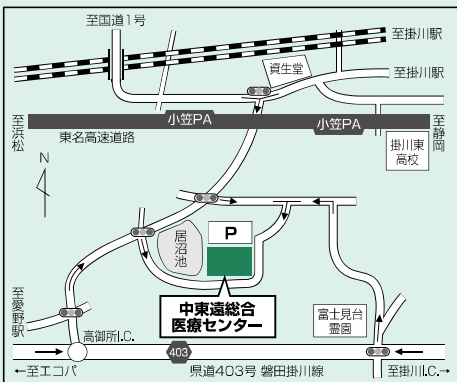 至国道1号
至掛川駅
資生堂
至掛川駅
小笠PA
小笠PA
至浜松
東名高速道路
至静岡
掛川東
高校
N
居沼池
P
中東遠総合
医療センター
至愛野駅
高御所I.C.
富士見台
霊園
403
←至エコパ
県道403号 磐田掛川線
至掛川I.C.→